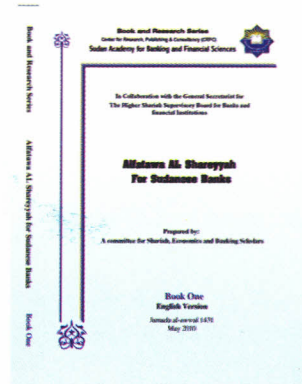 Book and Research Series
Alfatawa AL Shareyyah for Sudanese Banks
Book One
Book and Research Series
Center for Research, Publishing & Consultancy (CRPC)
Sudan Academy for Banking and Financial Sciences
In Collaboration with the General Secretariat for
The Higher Shariah Supervisory Board for Banks and
financial Institutions
Alfatawa AL Shareyyah
For Sudanese Banks
Prepared by:
A committee for Shariah, Economics and Banking Scholars
Book One
English Version
Jumada al-awwal 1431
May 2010